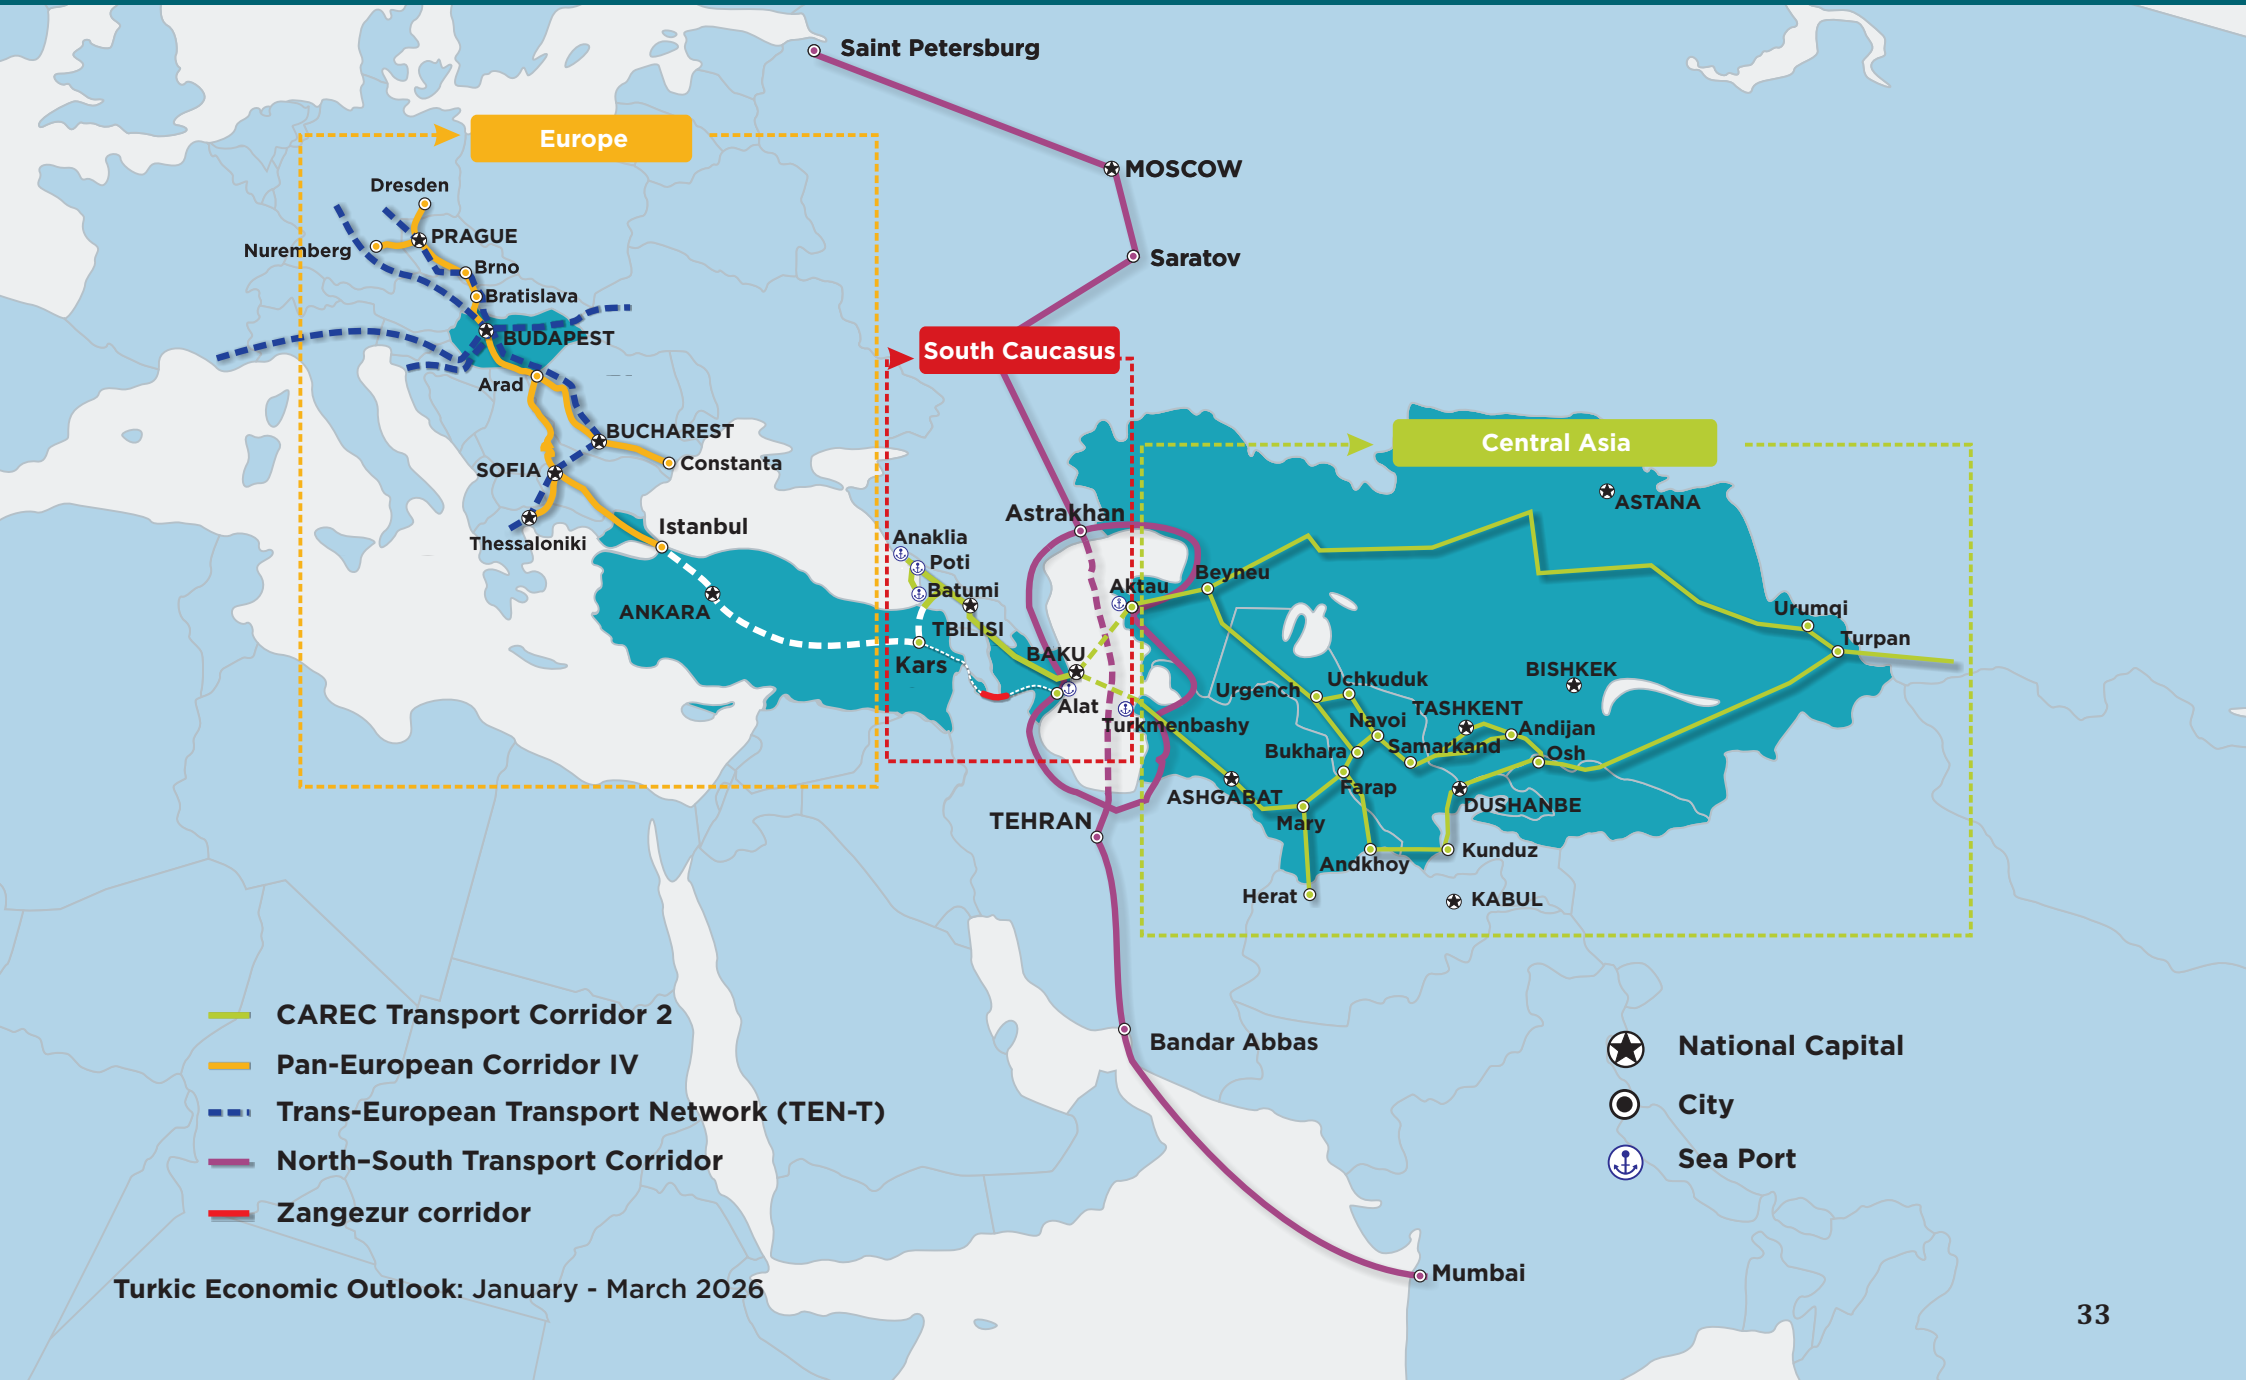 Saint Petersburg
MOSCOW
Saratov
Europe
Dresden
PRAGUE
Nuremberg
Brno
Bratislava
BUDAPEST
Arad
BUCHAREST
Constanta
SOFIA
Thessaloniki
Istanbul
ANKARA
South Caucasus
Astrakhan
Anaklia
Poti
Batumi
TBILISI
Kars
BAKU
Alat
Aktau
Turkmenbashy
TEHRAN
Central Asia
ASTANA
Beyneu
Urumqi
Turpan
BISHKEK
Uchkuduk
Urgench
TASHKENT
Navoi
Andijan
Samarkand
Bukhara
Osh
Farap
ASHGABAT
DUSHANBE
Mary
Kunduz
Andkhoy
Herat
KABUL
Bandar Abbas
Mumbai
CAREC Transport Corridor 2
Pan-European Corridor IV
Trans-European Transport Network (TEN-T)
North–South Transport Corridor
Zangezur corridor
National Capital
City
Sea Port
Turkic Economic Outlook: January - March 2026
33